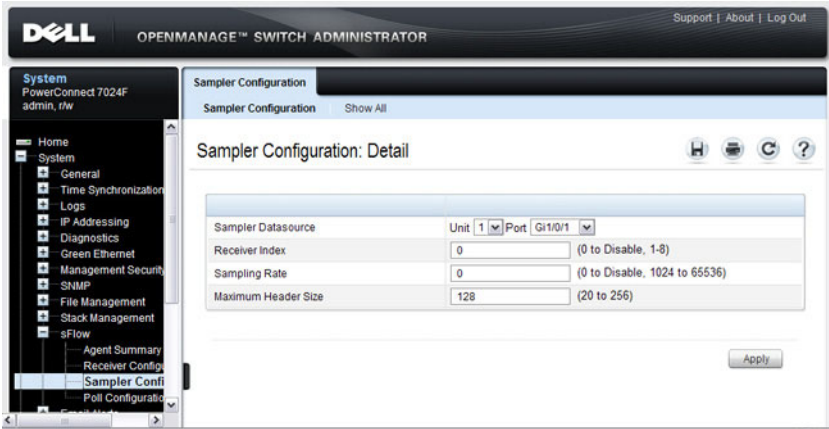 Support | About | Log Out
DELL
OPENMANAGE™ SWITCH ADMINISTRATOR
System
PowerConnect 7024F
admin, r/w
Home
System
General
Time Synchronization
Logs
IP Addressing
Diagnostics
Green Ethernet
Management Security
SNMP
File Management
Stack Management
sFlow
Agent Summary
Receiver Configu
Sampler Confi
Poll Configuratio
Email Alerts
Sampler Configuration
Sampler Configuration Show All
Sampler Configuration: Detail
?
Sampler Datasource Unit 1 Port Gi1/0/1
Receiver Index 0 (0 to Disable, 1-8)
Sampling Rate 0 (0 to Disable, 1024 to 65536)
Maximum Header Size 128 (20 to 256)
Apply